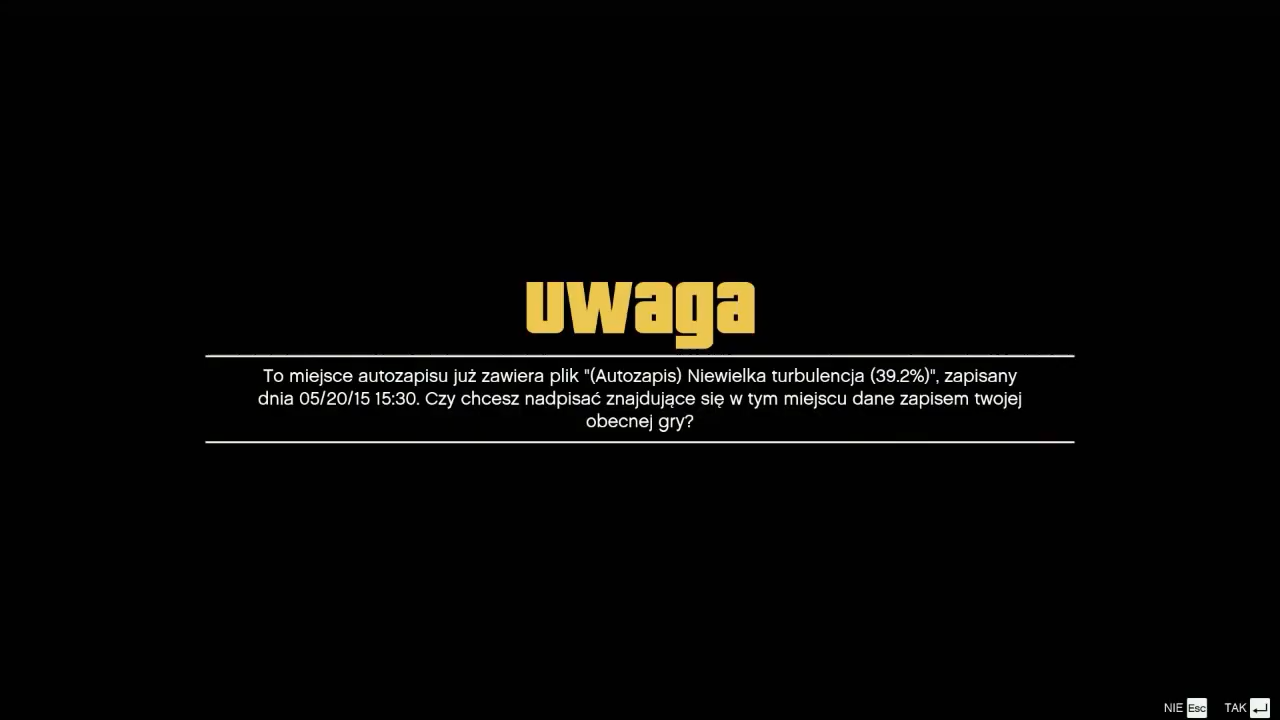 uwaga
To miejsce autozapisu już zawiera plik "(Autozapis) Niewielka turbulencja (39.2%)", zapisany
dnia 05/20/15 15:30. Czy chcesz nadpisać znajdujące się w tym miejscu dane zapisem twojej
obecnej gry?
NIE Esc TAK